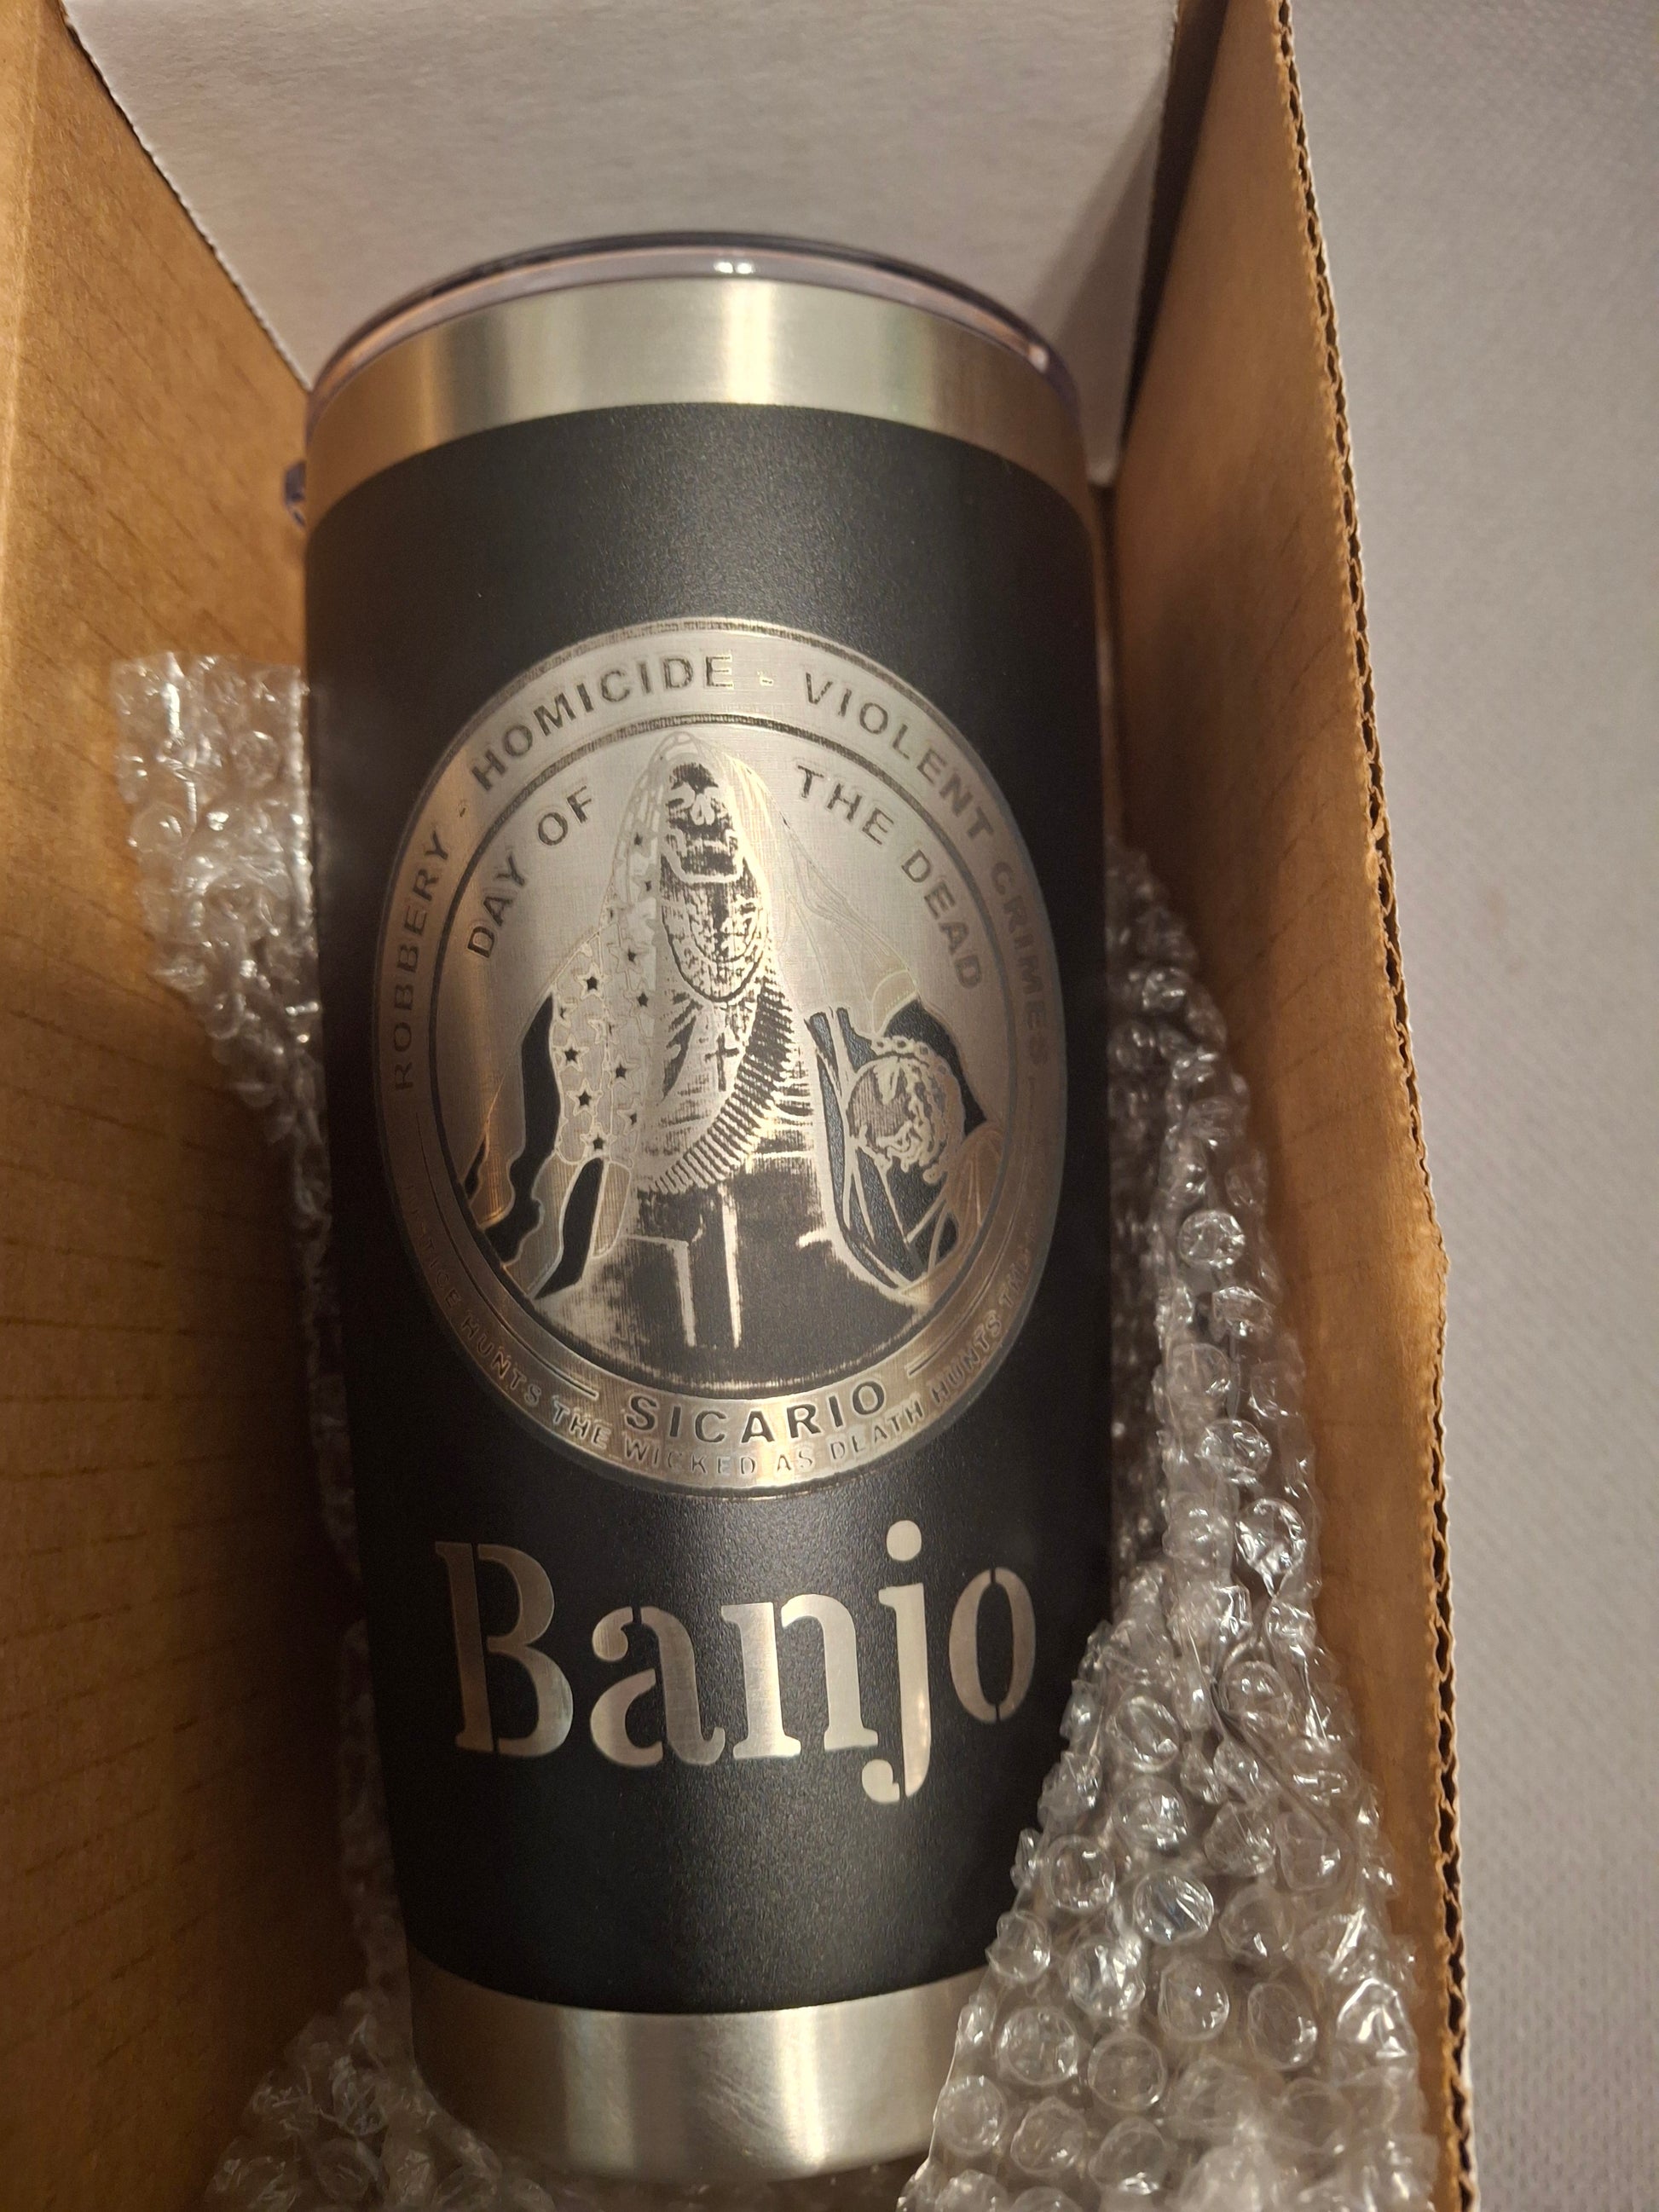 ROBBERY - HOMICIDE - VIOLENT CRIMES
DAY OF THE DEAD
SICARIO
HUNTS THE WICKED AS DEATH HUNTS
Banjo